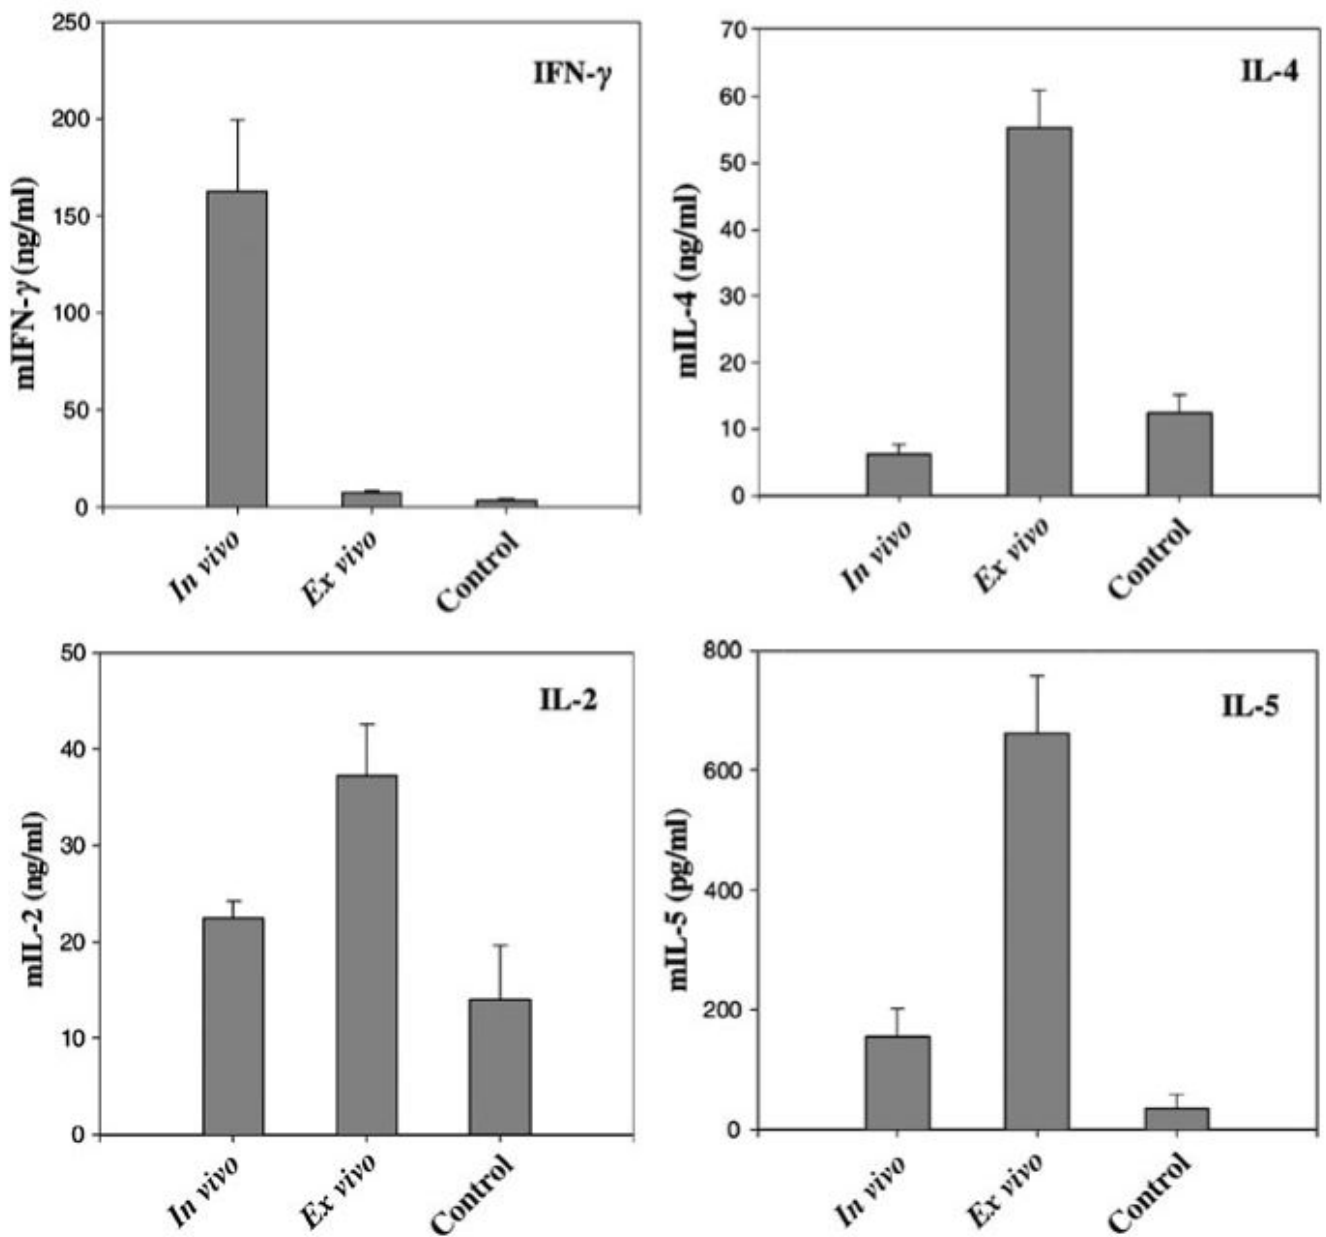 IFN-γ
mIFN-γ (ng/ml)
250
200
150
100
50
0
In vivo
Ex vivo
Control
IL-4
mIL-4 (ng/ml)
70
60
50
40
30
20
10
0
In vivo
Ex vivo
Control
IL-2
mIL-2 (ng/ml)
50
40
30
20
10
0
In vivo
Ex vivo
Control
IL-5
mIL-5 (pg/ml)
800
600
400
200
0
In vivo
Ex vivo
Control